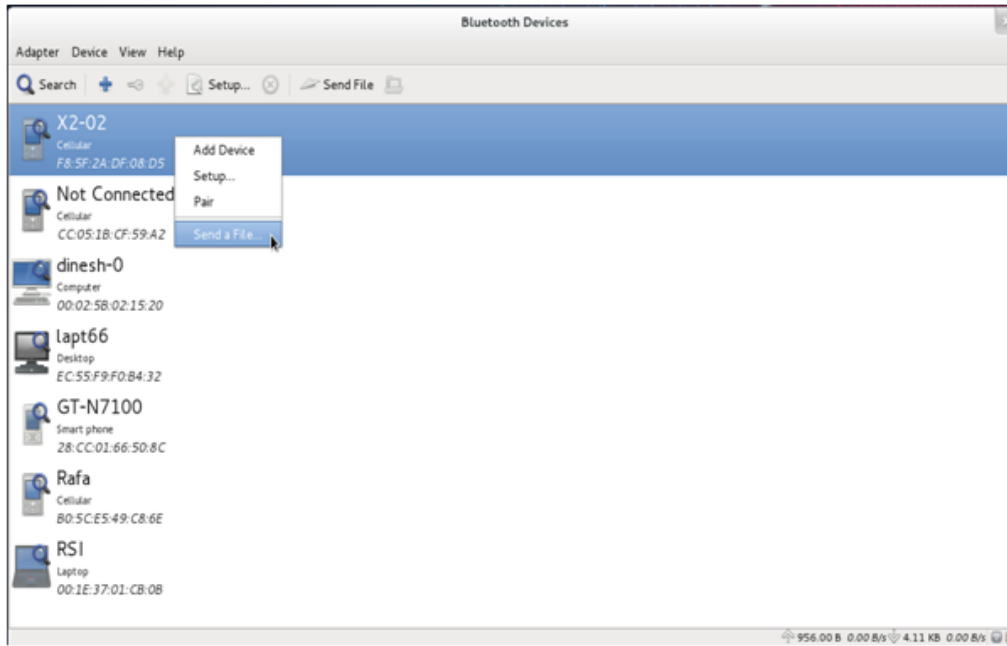 Bluetooth Devices
Adapter Device View Help
Search Setup... Send File
X2-02
Cellular
F8:5F:2A:DF:08:D5
Add Device
Setup...
Pair
Send a File...
Not Connected
Cellular
CC:05:1B:CF:59:A2
dinesh-0
Computer
00:02:5B:02:15:20
lapt66
Desktop
EC:55:F9:F0:B4:32
GT-N7100
Smart phone
28:CC:01:66:50:8C
Rafa
Cellular
B0:5C:E5:49:C8:6E
RSI
Laptop
00:1E:37:01:CB:0B
956.00 B 0.00 B/s 4.11 KB 0.00 B/s